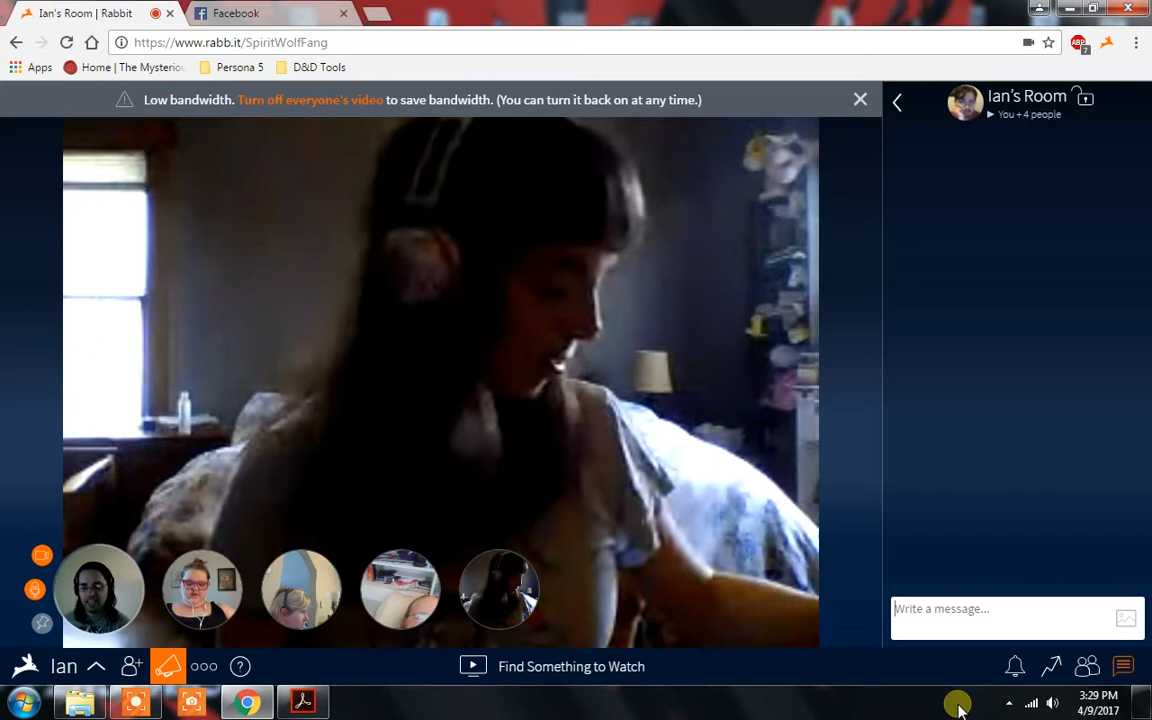 Ian's Room | Rabbit
Facebook
https://www.rabb.it/SpiritWolfFang
ABP
7
Apps
Home | The Mysteriou
Persona 5
D&D Tools
Low bandwidth. Turn off everyone's video to save bandwidth. (You can turn it back on at any time.)
Ian's Room
You + 4 people
Write a message...
Ian
Find Something to Watch
3:29 PM
4/9/2017